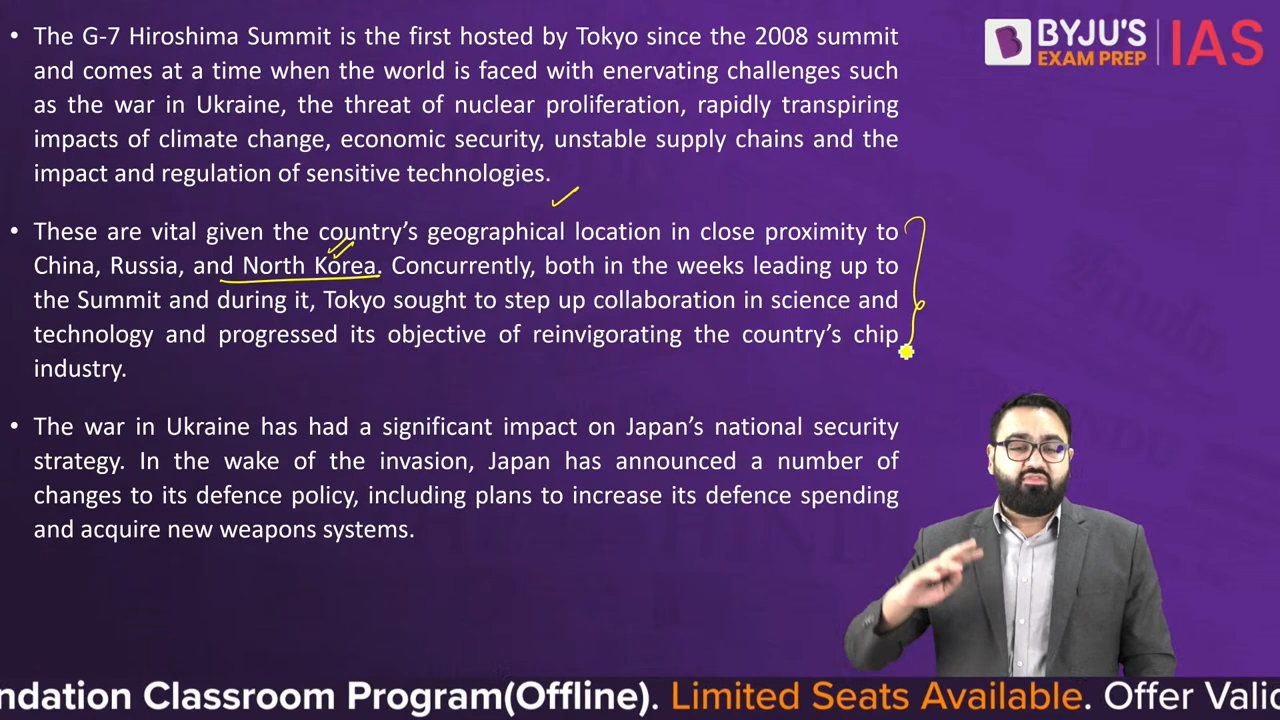 • The G-7 Hiroshima Summit is the first hosted by Tokyo since the 2008 summit
and comes at a time when the world is faced with enervating challenges such
as the war in Ukraine, the threat of nuclear proliferation, rapidly transpiring
impacts of climate change, economic security, unstable supply chains and the
impact and regulation of sensitive technologies.
• These are vital given the country's geographical location in close proximity to
China, Russia, and North Korea. Concurrently, both in the weeks leading up to
the Summit and during it, Tokyo sought to step up collaboration in science and
technology and progressed its objective of reinvigorating the country's chip
industry.
• The war in Ukraine has had a significant impact on Japan's national security
strategy. In the wake of the invasion, Japan has announced a number of
changes to its defence policy, including plans to increase its defence spending
and acquire new weapons systems.
BYJU'S
EXAM PREP
IAS
ndation Classroom Program(Offline). Limited Seats Available. Offer Valid